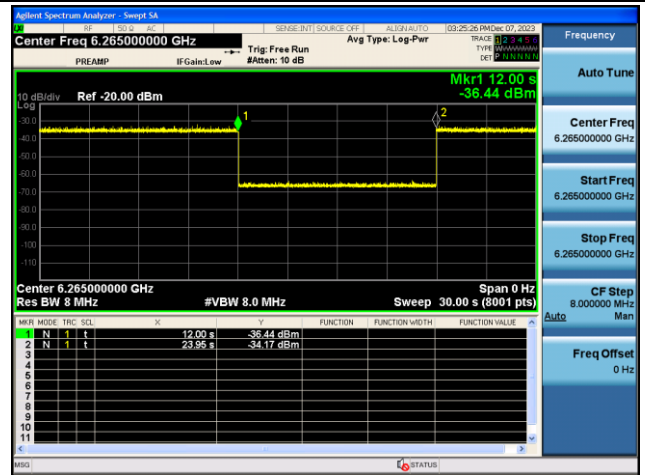 Agilent Spectrum Analyzer - Swept SA
RF 50 Ω AC SENSE:INT SOURCE OFF ALIGNAUTO 03:25:26 PM Dec 07, 2023
Center Freq 6.265000000 GHz
PREAMP IFGain:Low
Trig: Free Run
#Atten: 10 dB
Avg Type: Log-Pwr
TRACE 1 2 3 4 5 6
TYPE
DET P N N N N N
Mkr1 12.00 s
-36.44 dBm
10 dB/div Ref -20.00 dBm
Log
1
2
-30.0
-40.0
-50.0
-60.0
-70.0
-80.0
-90.0
-100
-110
Center 6.265000000 GHz Span 0 Hz
Res BW 8 MHz #VBW 8.0 MHz Sweep 30.00 s (8001 pts)
MKR MODE TRC SCL X Y FUNCTION FUNCTION WIDTH FUNCTION VALUE
1 N 1 t 12.00 s -36.44 dBm
2 N 1 t 23.95 s -34.17 dBm
3
4
5
6
7
8
9
10
11
MSG STATUS
Frequency
Auto Tune
Center Freq
6.265000000 GHz
Start Freq
6.265000000 GHz
Stop Freq
6.265000000 GHz
CF Step
8.000000 MHz
Auto Man
Freq Offset
0 Hz